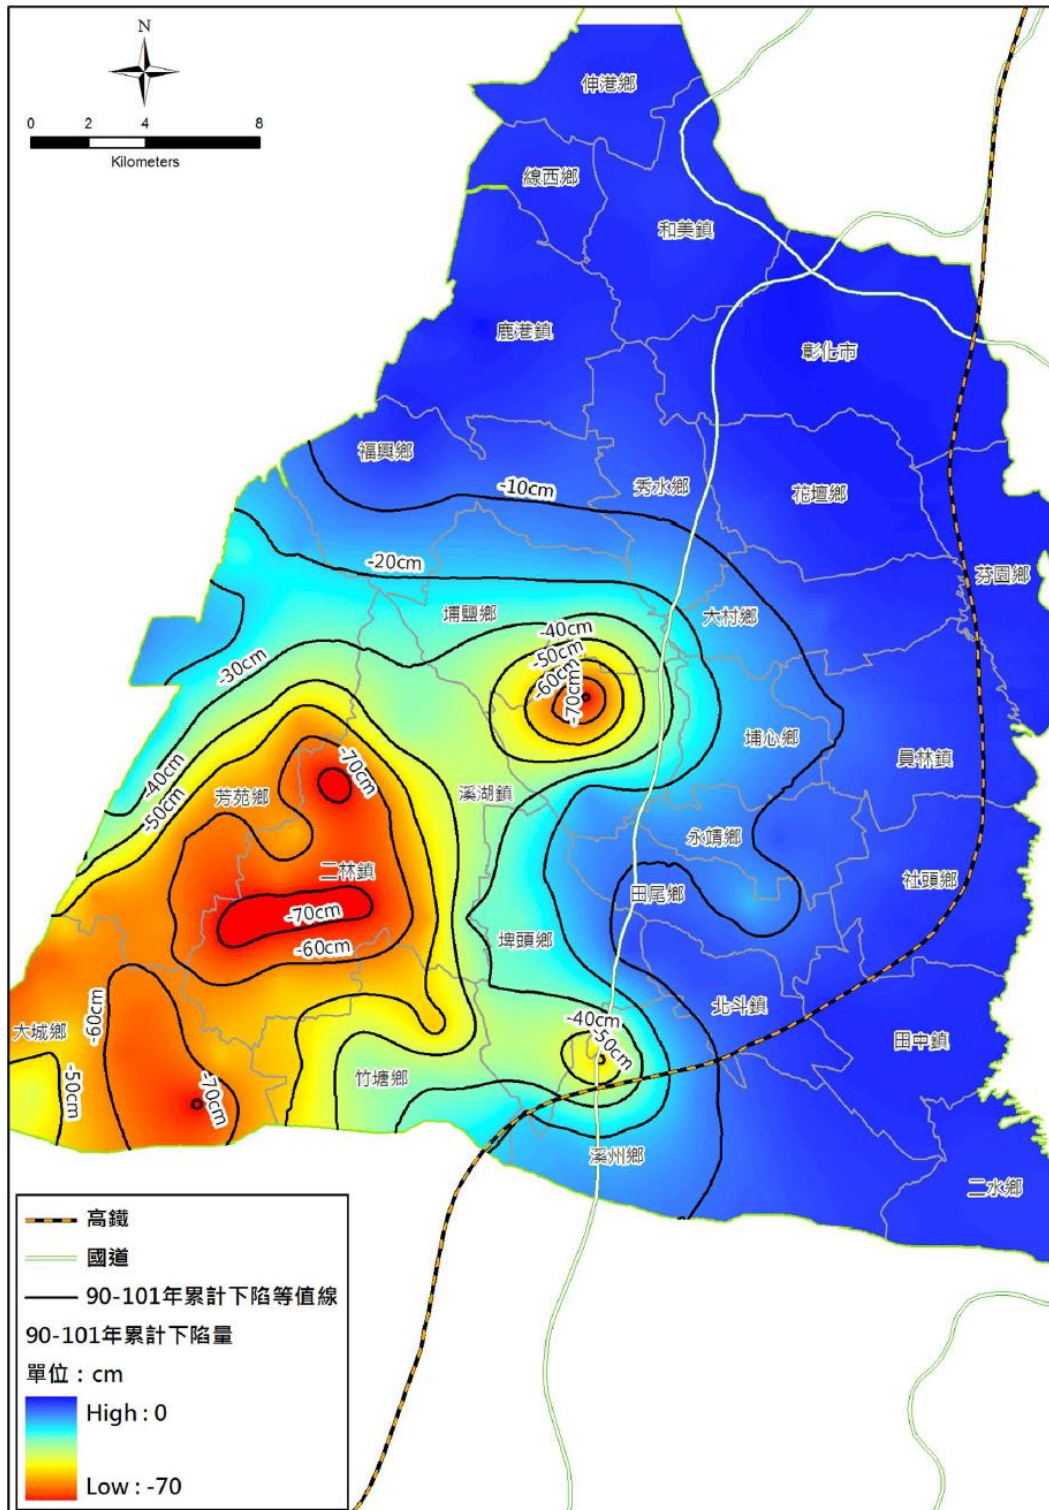 N
0 2 4 8
Kilometers
伸港鄉
線西鄉
和美鎮
鹿港鎮
彰化市
福興鄉
-10cm
秀水鄉
花壇鄉
-20cm
芬園鄉
埔鹽鄉
大村鄉
-40cm
-50cm
-60cm
-70cm
-30cm
埔心鄉
員林鎮
-40cm
-50cm
-70cm
芳苑鄉
溪湖鎮
永靖鄉
二林鎮
社頭鄉
田尾鄉
-70cm
-60cm
埤頭鄉
-60cm
北斗鎮
大城鄉
-40cm
-50cm
田中鎮
-50cm
竹塘鄉
-70cm
溪州鄉
二水鄉
高鐵
國道
90-101年累計下陷等值線
90-101年累計下陷量
單位：cm
High : 0
Low : -70